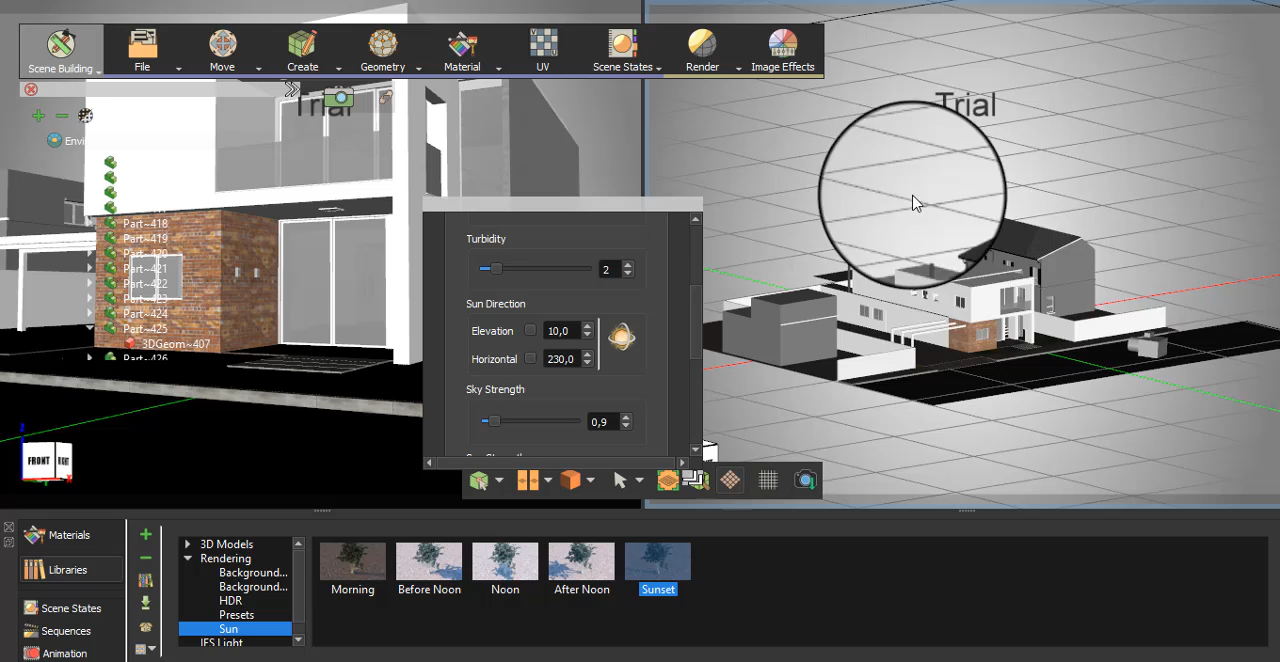 Scene Building
File
Move
Create
Geometry
Material
UV
Scene States
Render
Image Effects
Trial
Trial
Envi
Part~418
Part~419
Part~420
Part~421
Part~422
Part~423
Part~424
Part~425
3DGeom~407
Part~426
Turbidity
2
Sun Direction
Elevation 10,0
Horizontal 230,0
Sky Strength
0,9
FRONT
RIGHT
Materials
Libraries
Scene States
Sequences
Animation
3D Models
Rendering
Background...
Background...
HDR
Presets
Sun
IES Light
Morning
Before Noon
Noon
After Noon
Sunset